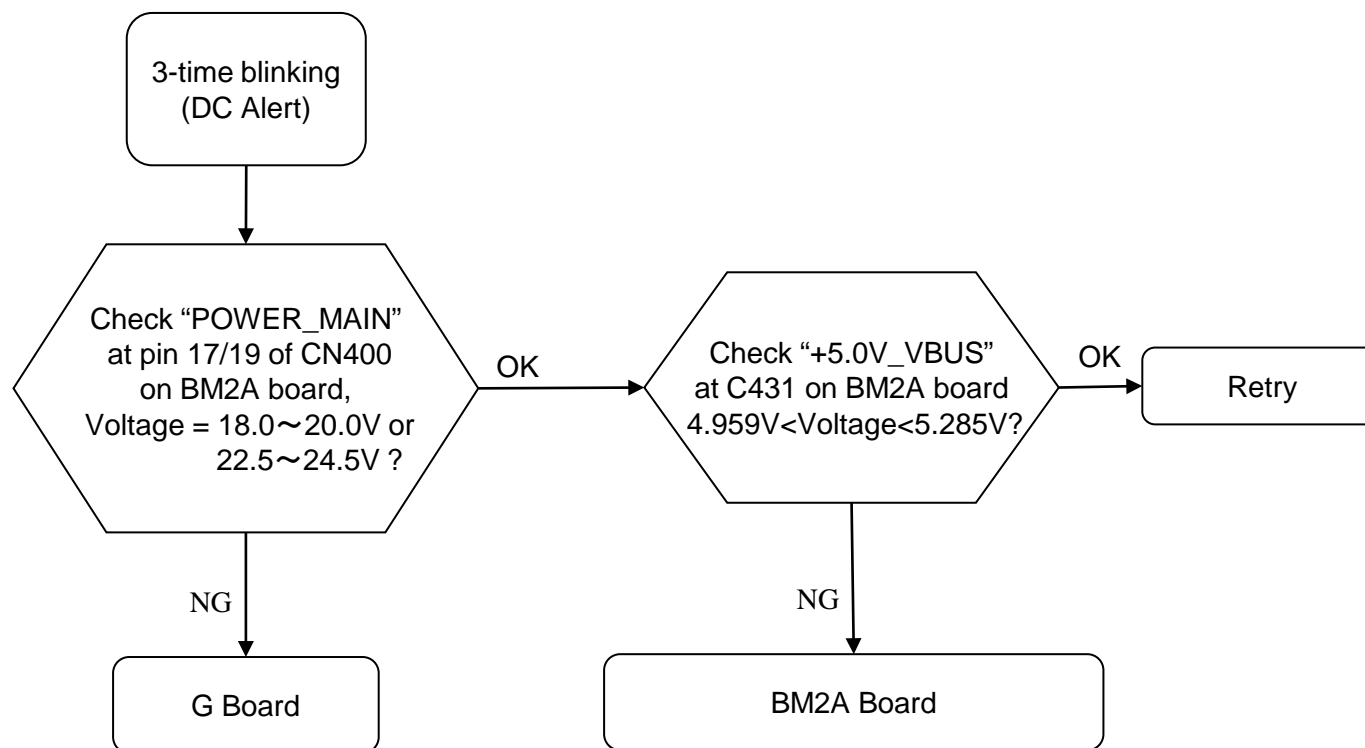 3-time blinking
(DC Alert)
Check “POWER_MAIN”
at pin 17/19 of CN400
on BM2A board,
Voltage = 18.0～20.0V or
22.5～24.5V ?
OK
Check “+5.0V_VBUS”
at C431 on BM2A board
4.959V<Voltage<5.285V?
OK
Retry
NG
NG
G Board
BM2A Board